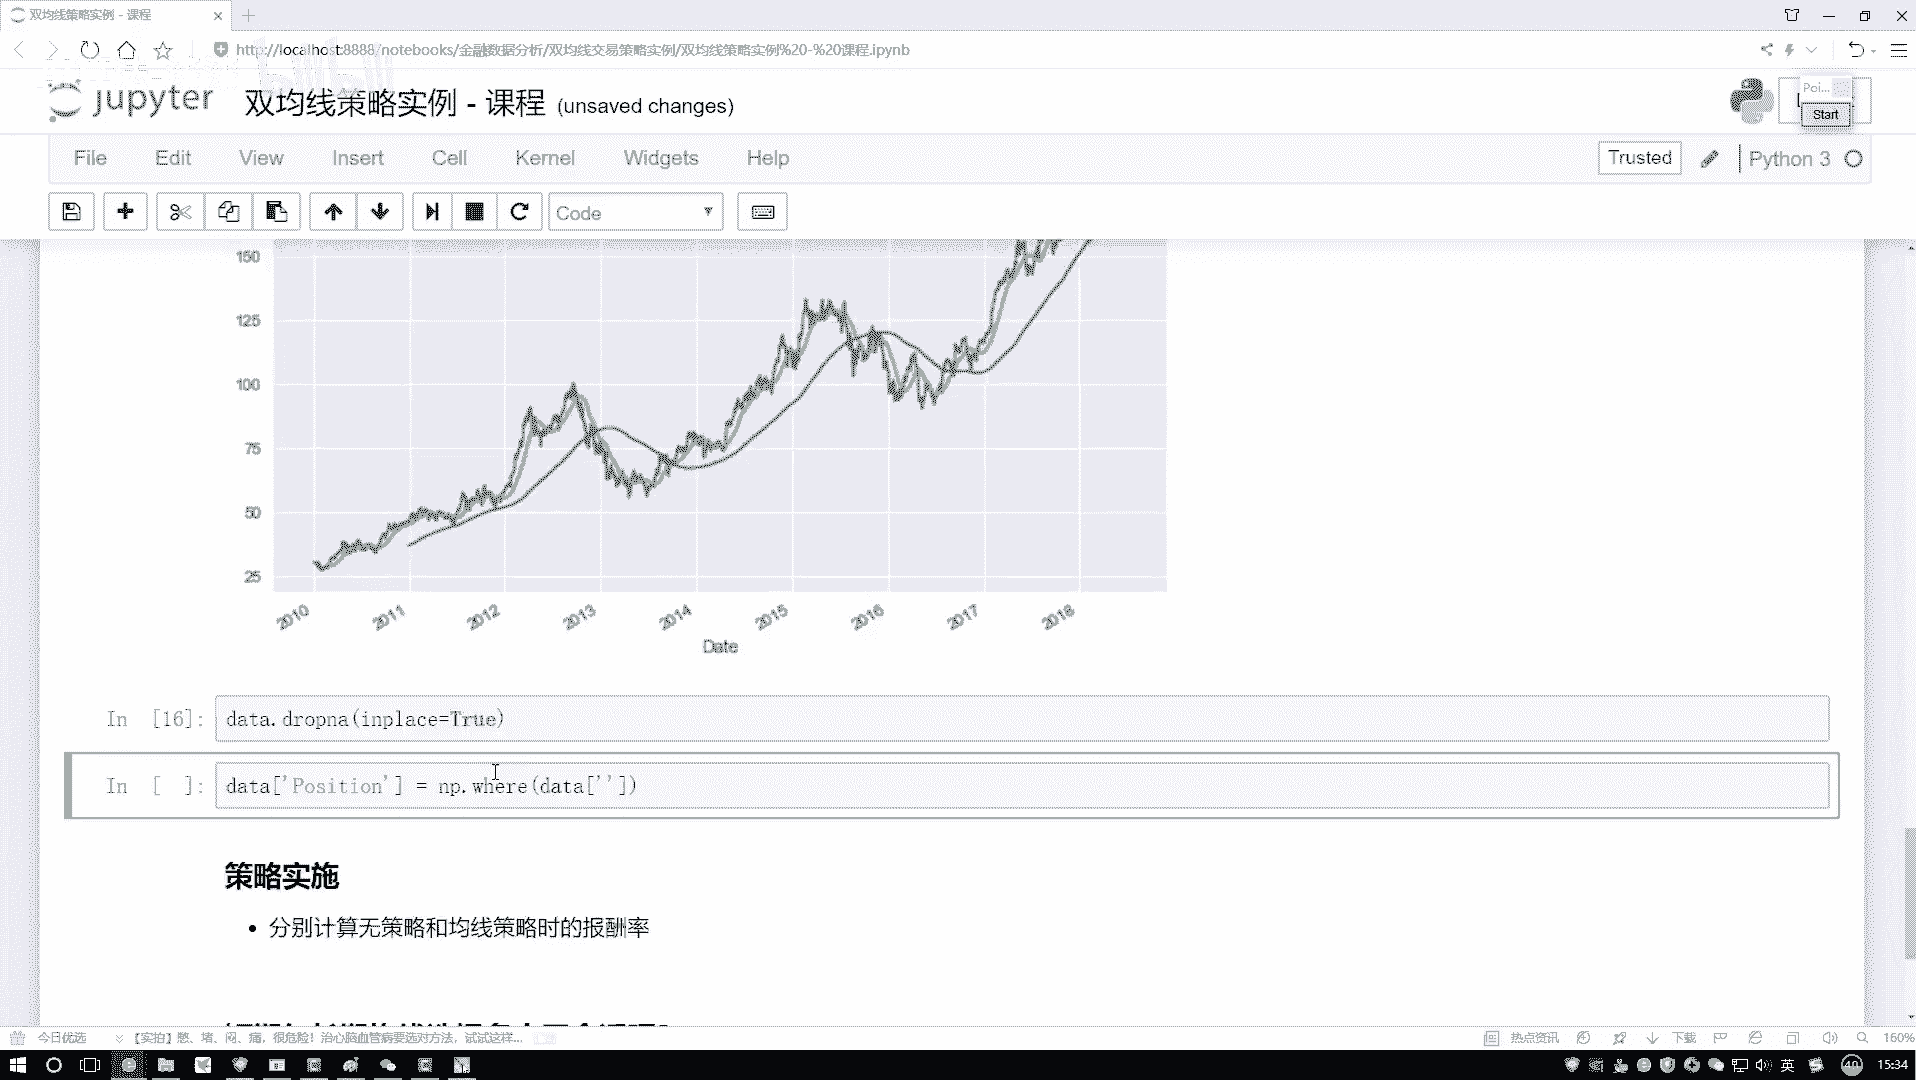 双均线策略实例 - 课程
http://localhost:8888/notebooks/金融数据分析/双均线交易策略实例/双均线策略实例%20-%20课程.ipynb
jupyter 双均线策略实例 - 课程 (unsaved changes)
Poi...
Start
File Edit View Insert Cell Kernel Widgets Help
Trusted Python 3
Code
150
125
100
75
50
25
2010 2011 2012 2013 2014 2015 2016 2017 2018
Date
In [16]: data.dropna(inplace=True)
In [ ]: data['Position'] = np.where(data[''])
策略实施
• 分别计算无策略和均线策略时的报酬率
今日优选 【实拍】憋、堵、闷、痛，很危险！治心脑血管病要选对方法，试试这样...
热点资讯 下载 160%
英 40 15:34